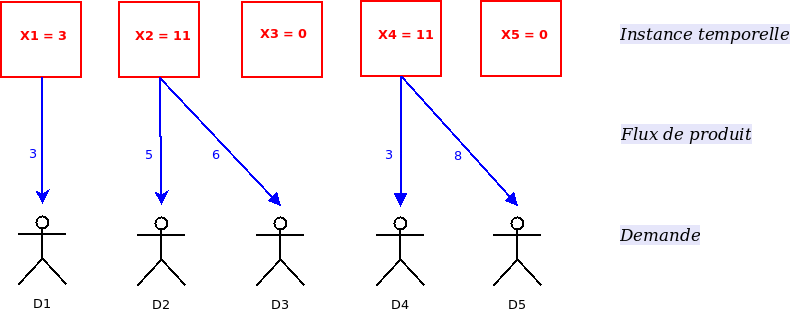 X1 = 3 X2 = 11 X3 = 0 X4 = 11 X5 = 0 Instance temporelle
3 5 6 3 8 Flux de produit
Demande
D1 D2 D3 D4 D5